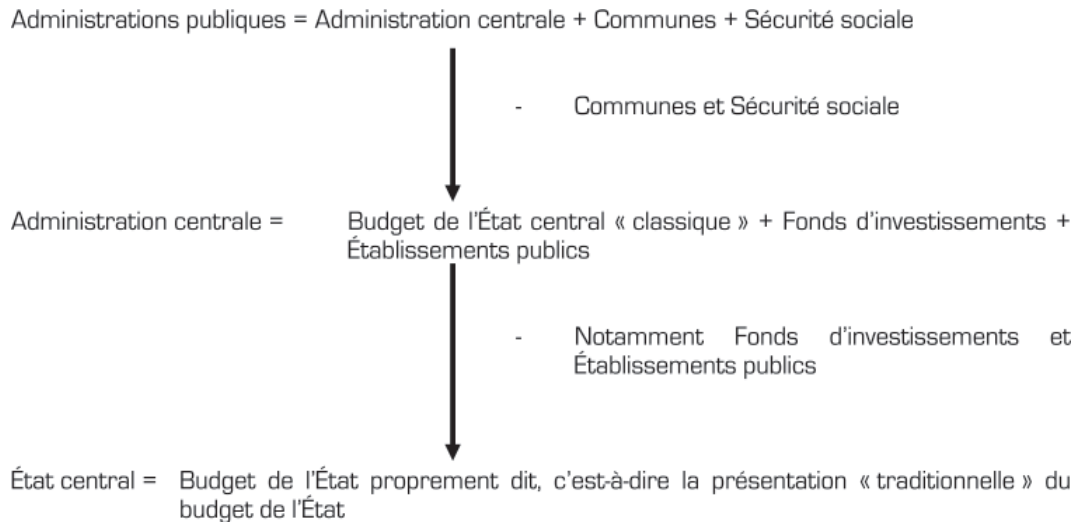 Administrations publiques = Administration centrale + Communes + Sécurité sociale
- Communes et Sécurité sociale
Administration centrale = Budget de l'État central « classique » + Fonds d'investissements +
Établissements publics
- Notamment Fonds d'investissements et
Établissements publics
État central = Budget de l'État proprement dit, c'est-à-dire la présentation « traditionnelle » du
budget de l'État